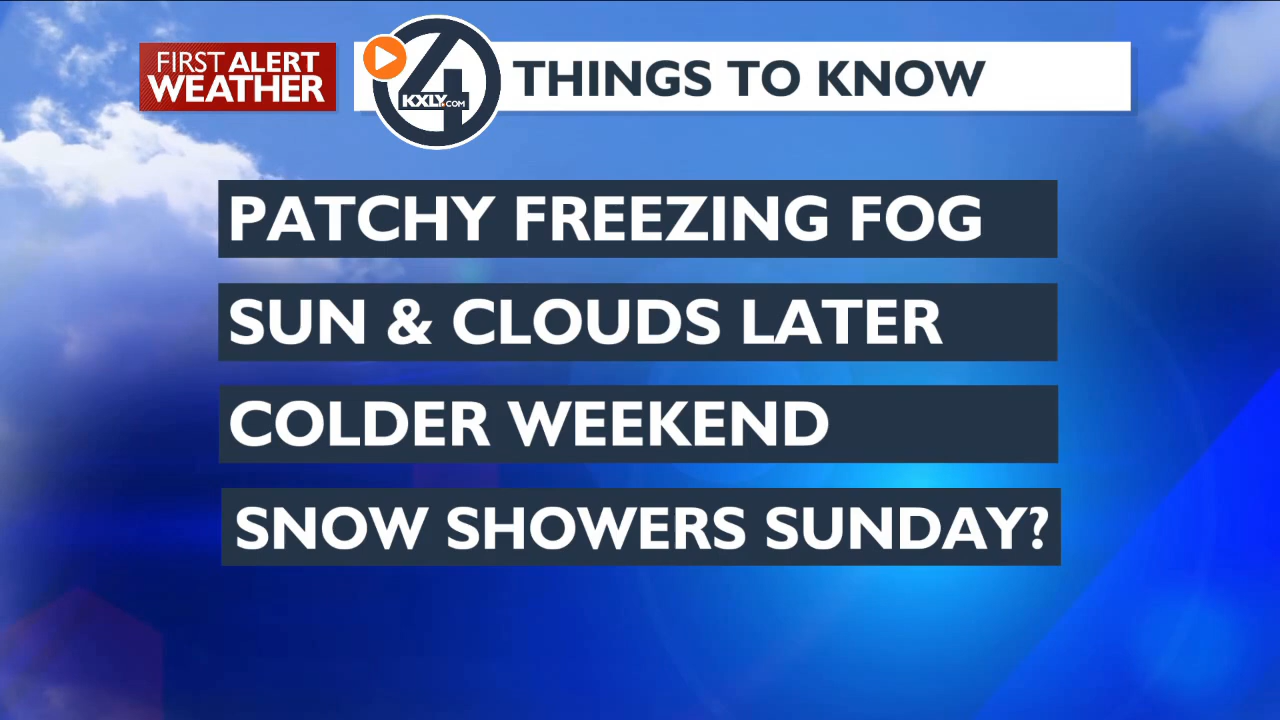 FIRST ALERT
WEATHER
4
KXLY.COM
THINGS TO KNOW
PATCHY FREEZING FOG
SUN & CLOUDS LATER
COLDER WEEKEND
SNOW SHOWERS SUNDAY?